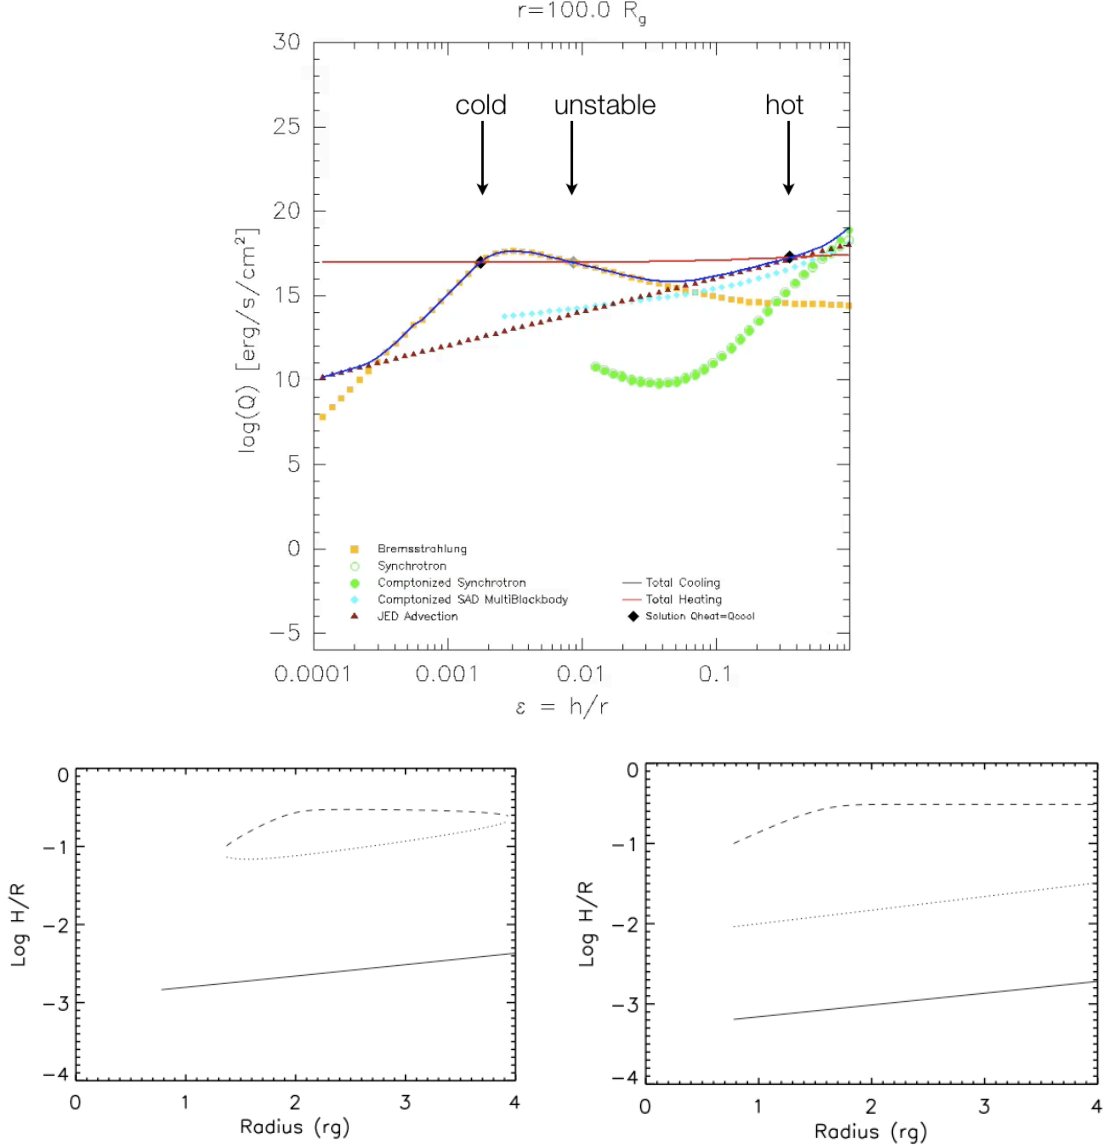 r=100.0 R_g
cold unstable hot
30
25
20
15
10
5
0
−5
log(Q) [erg/s/cm²]
Bremsstrahlung
Synchrotron
Comptonized Synchrotron
Comptonized SAD MultiBlackbody
JED Advection
Total Cooling
Total Heating
Solution Qheat=Qcool
0.0001 0.001 0.01 0.1
ε = h/r
0
−1
−2
−3
−4
Log H/R
0 1 2 3 4
Radius (rg)
0
−1
−2
−3
−4
Log H/R
0 1 2 3 4
Radius (rg)